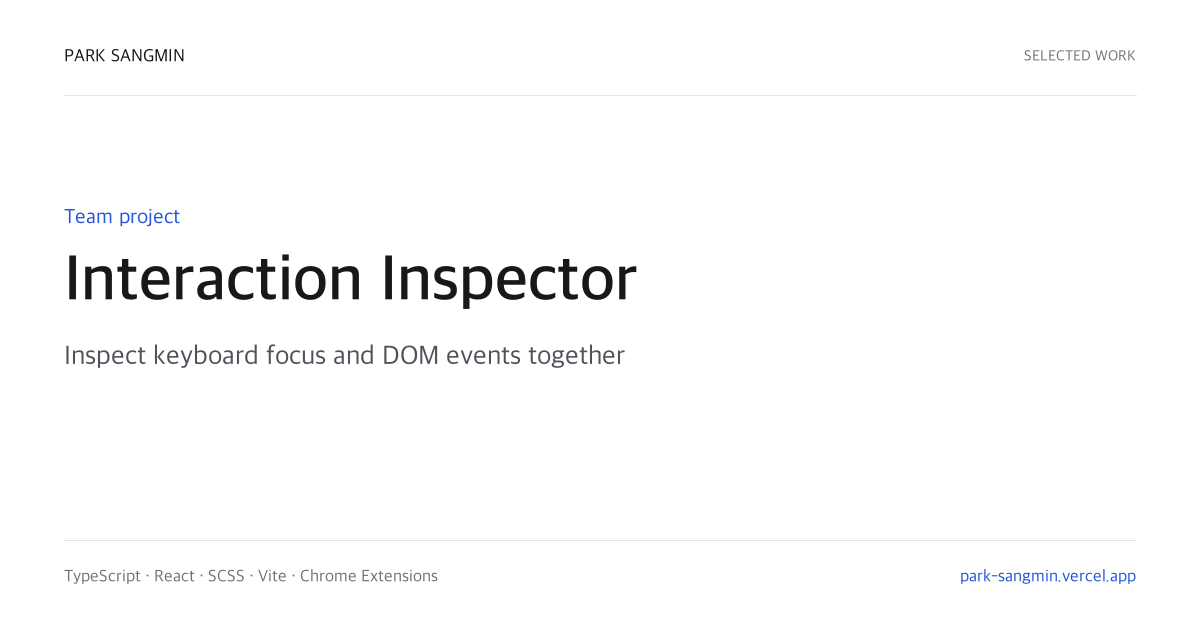 PARK SANGMIN
SELECTED WORK
Team project
Interaction Inspector
Inspect keyboard focus and DOM events together
TypeScript · React · SCSS · Vite · Chrome Extensions
park-sangmin.vercel.app